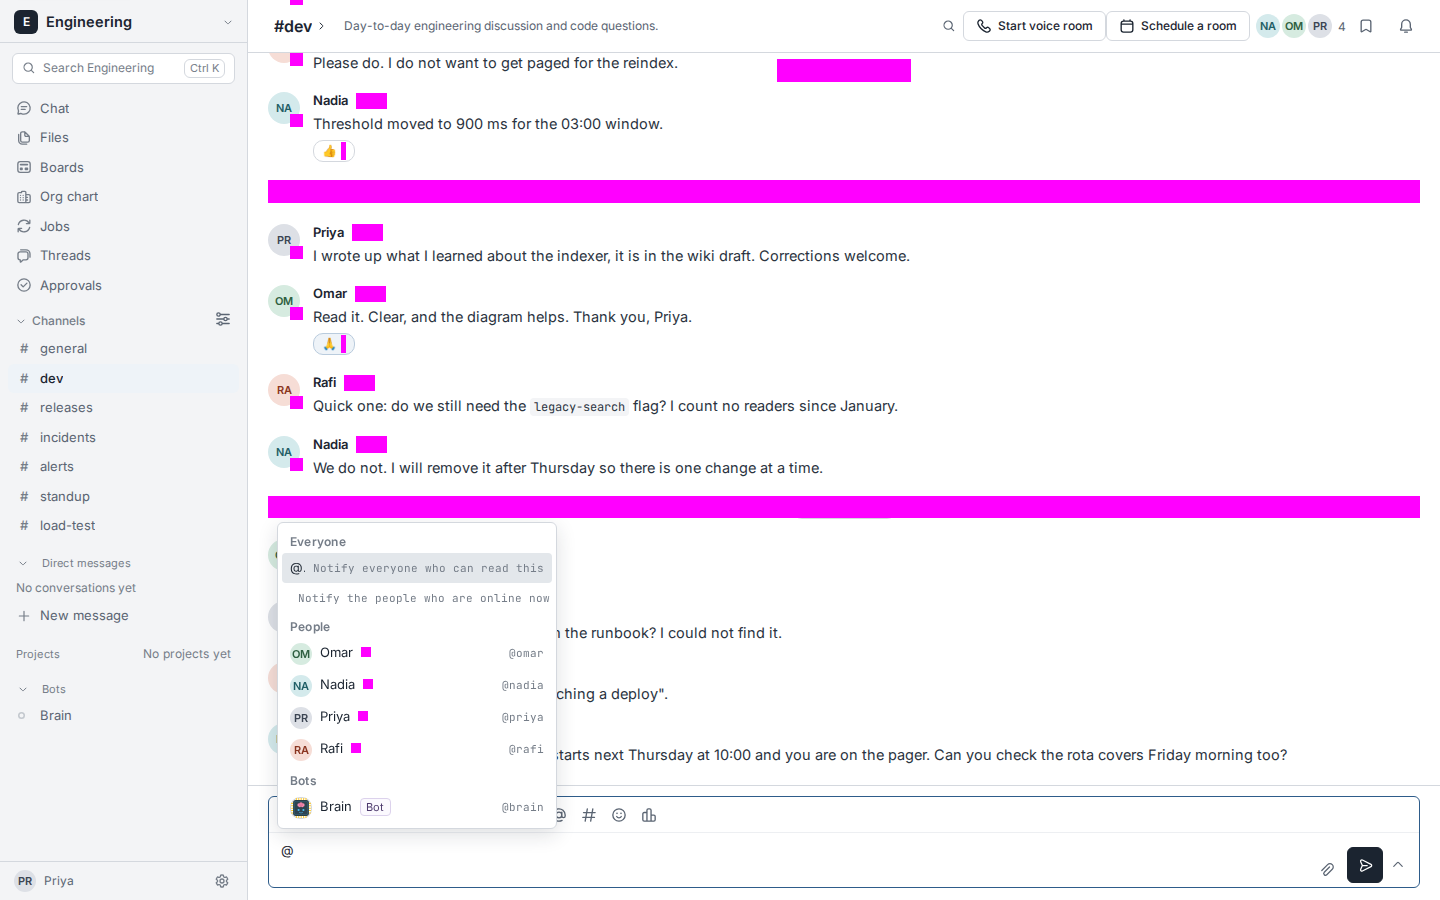 E Engineering
Search Engineering Ctrl K
Chat
Files
Boards
Org chart
Jobs
Threads
Approvals
Channels
# general
# dev
# releases
# incidents
# alerts
# standup
# load-test
Direct messages
No conversations yet
New message
Projects No projects yet
Bots
Brain
PR Priya
#dev Day-to-day engineering discussion and code questions. Start voice room Schedule a room NA OM PR 4
Please do. I do not want to get paged for the reindex.
NA Nadia
Threshold moved to 900 ms for the 03:00 window.
PR Priya
I wrote up what I learned about the indexer, it is in the wiki draft. Corrections welcome.
OM Omar
Read it. Clear, and the diagram helps. Thank you, Priya.
RA Rafi
Quick one: do we still need the legacy-search flag? I count no readers since January.
NA Nadia
We do not. I will remove it after Thursday so there is one change at a time.
the runbook? I could not find it.
ching a deploy".
starts next Thursday at 10:00 and you are on the pager. Can you check the rota covers Friday morning too?
Everyone
@. Notify everyone who can read this
Notify the people who are online now
People
OM Omar @omar
NA Nadia @nadia
PR Priya @priya
RA Rafi @rafi
Bots
Brain Bot @brain
@